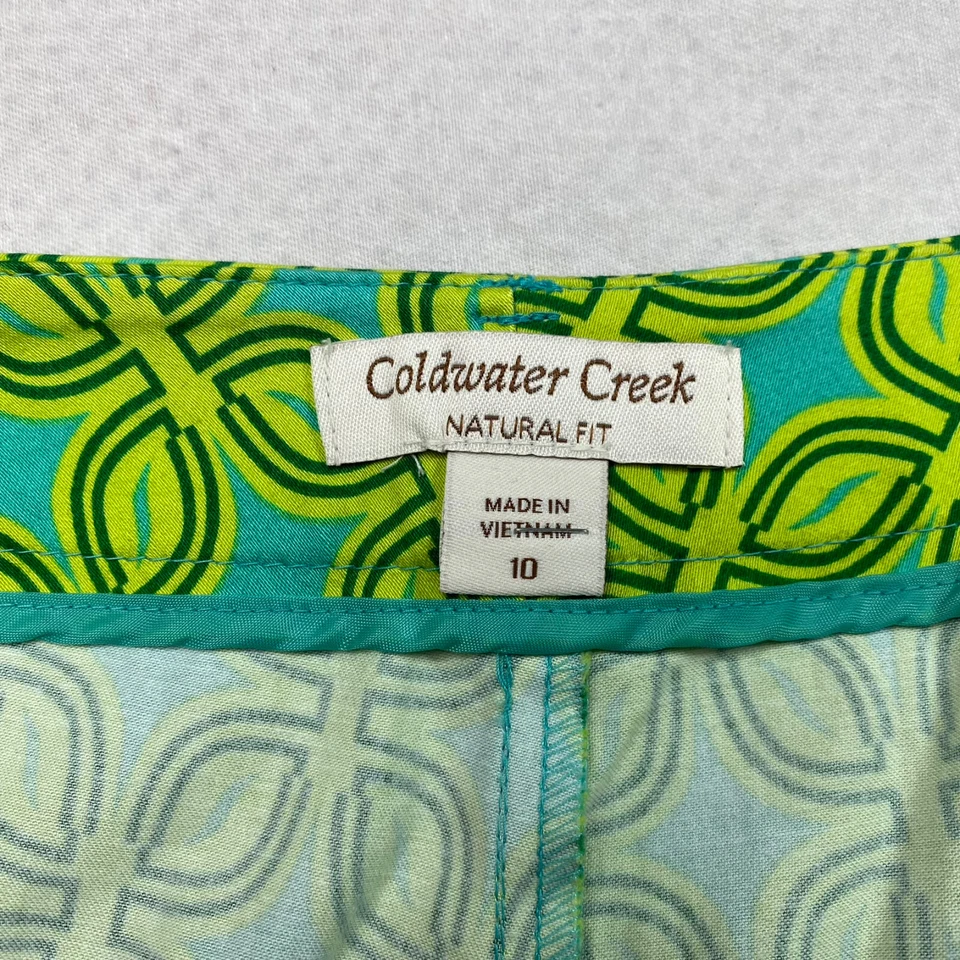 Coldwater Creek
NATURAL FIT
MADE IN
VIETNAM
10